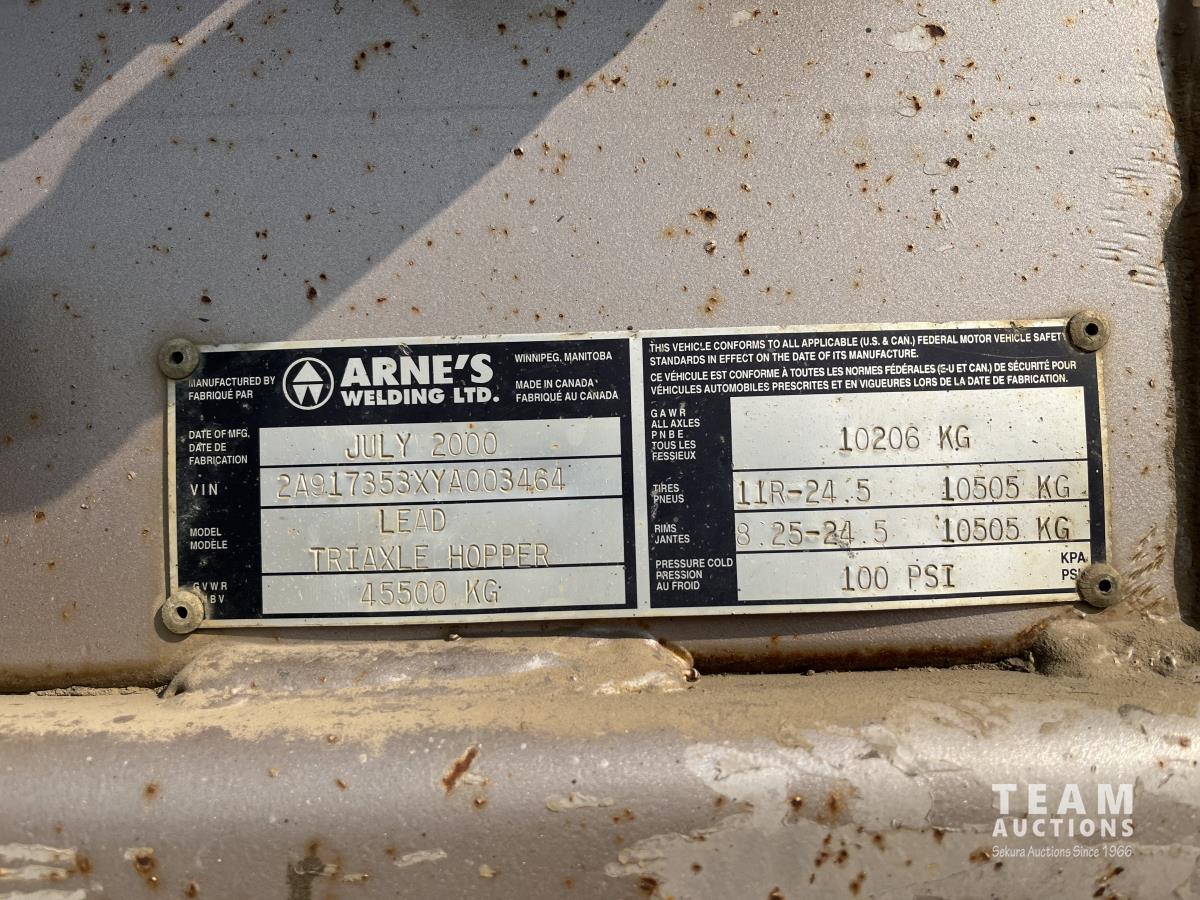 MANUFACTURED BY
FABRIQUÉ PAR
ARNE'S
WELDING LTD.
WINNIPEG, MANITOBA
MADE IN CANADA
FABRIQUÉ AU CANADA
DATE OF MFG.
DATE DE
FABRICATION
JULY 2000
VIN
2A917353XYA003464
MODEL
MODÈLE
LEAD
TRIAXLE HOPPER
GVWR
45500 KG
THIS VEHICLE CONFORMS TO ALL APPLICABLE (U.S. & CAN.) FEDERAL MOTOR VEHICLE SAFETY
STANDARDS IN EFFECT ON THE DATE OF ITS MANUFACTURE.
CE VÉHICULE EST CONFORME À TOUTES LES NORMES FÉDÉRALES (E-U ET CAN.) DE SÉCURITÉ POUR
VÉHICULES AUTOMOBILES PRESCRITES ET EN VIGUEURES LORS DE LA DATE DE FABRICATION.
GAWR
ALL AXLES
PNBE
TOUS LES
FESSIEUX
10206 KG
TIRES
PNEUS
11R-24.5 10505 KG
RIMS
JANTES
8.25-24.5 10505 KG
PRESSURE COLD
PRESSION
AU FROID
100 PSI
KPA
TEAM
AUCTIONS
Sekura Auctions Since 1966